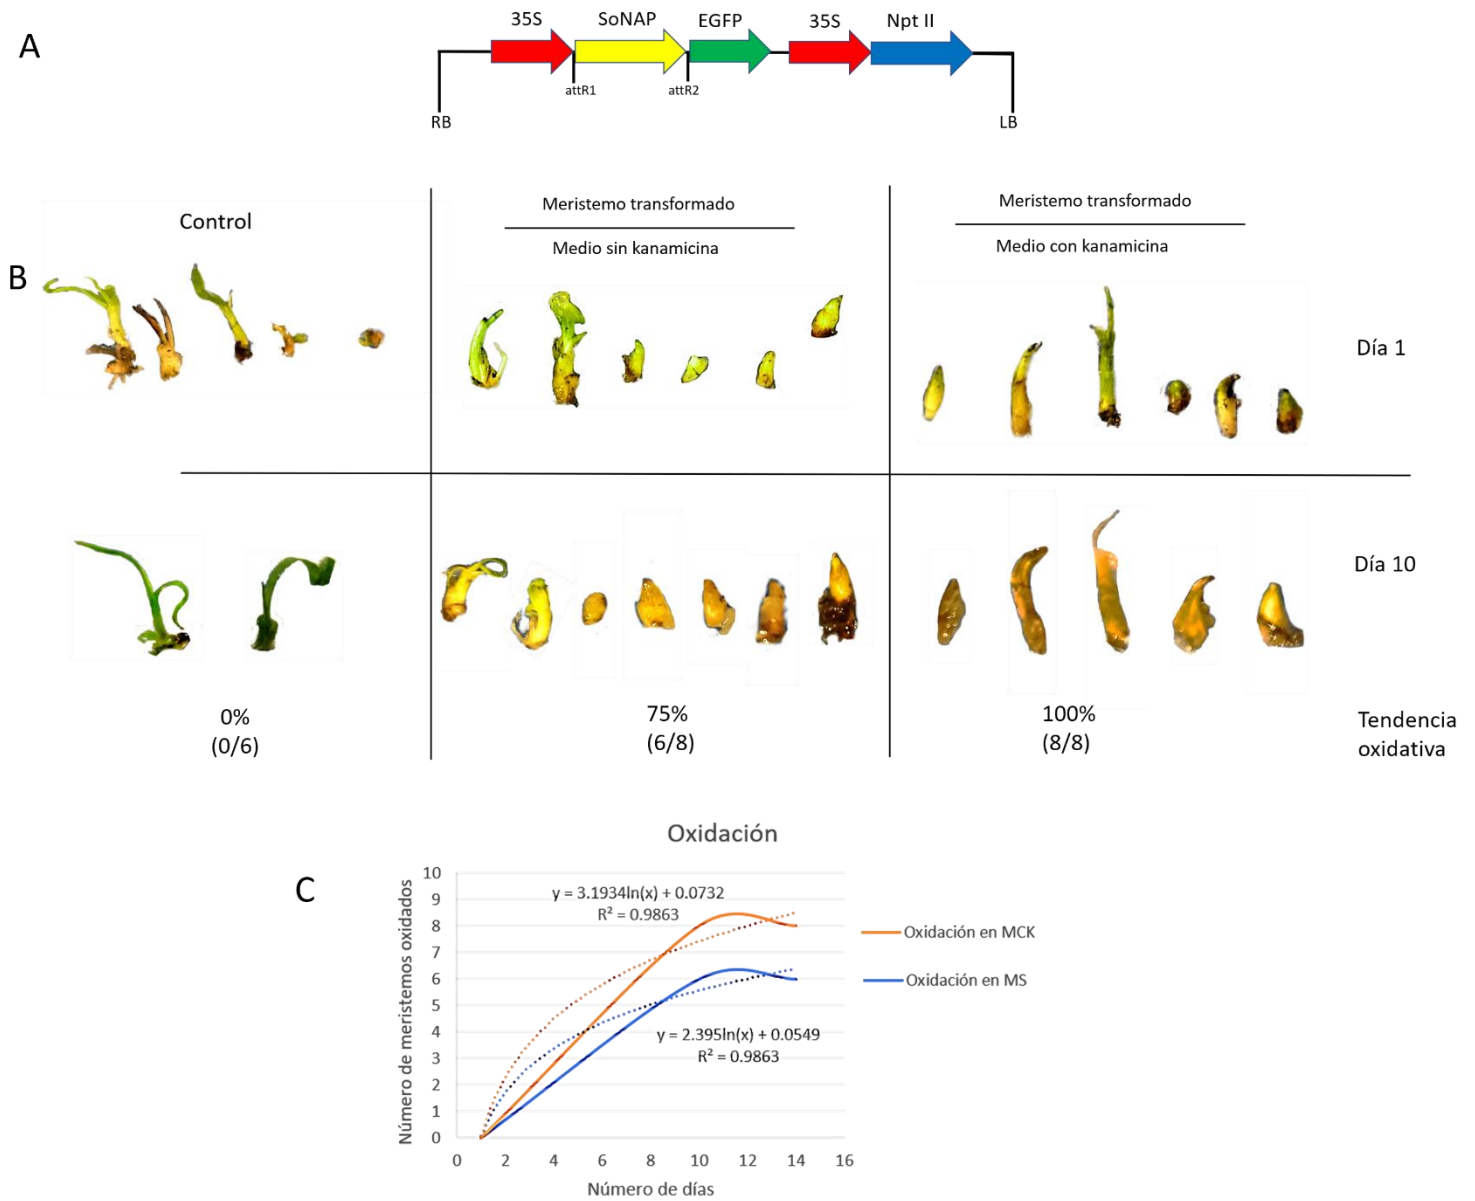 A
35S
SoNAP
EGFP
35S
Npt II
attR1
attR2
RB
LB
B
Control
Meristemo transformado
Medio sin kanamicina
Meristemo transformado
Medio con kanamicina
Día 1
Día 10
0%
(0/6)
75%
(6/8)
100%
(8/8)
Tendencia
oxidativa
C
Oxidación
Número de meristemos oxidados
10
9
8
7
6
5
4
3
2
1
0
y = 3.1934ln(x) + 0.0732
R² = 0.9863
y = 2.395ln(x) + 0.0549
R² = 0.9863
Oxidación en MCK
Oxidación en MS
0 2 4 6 8 10 12 14 16
Número de días